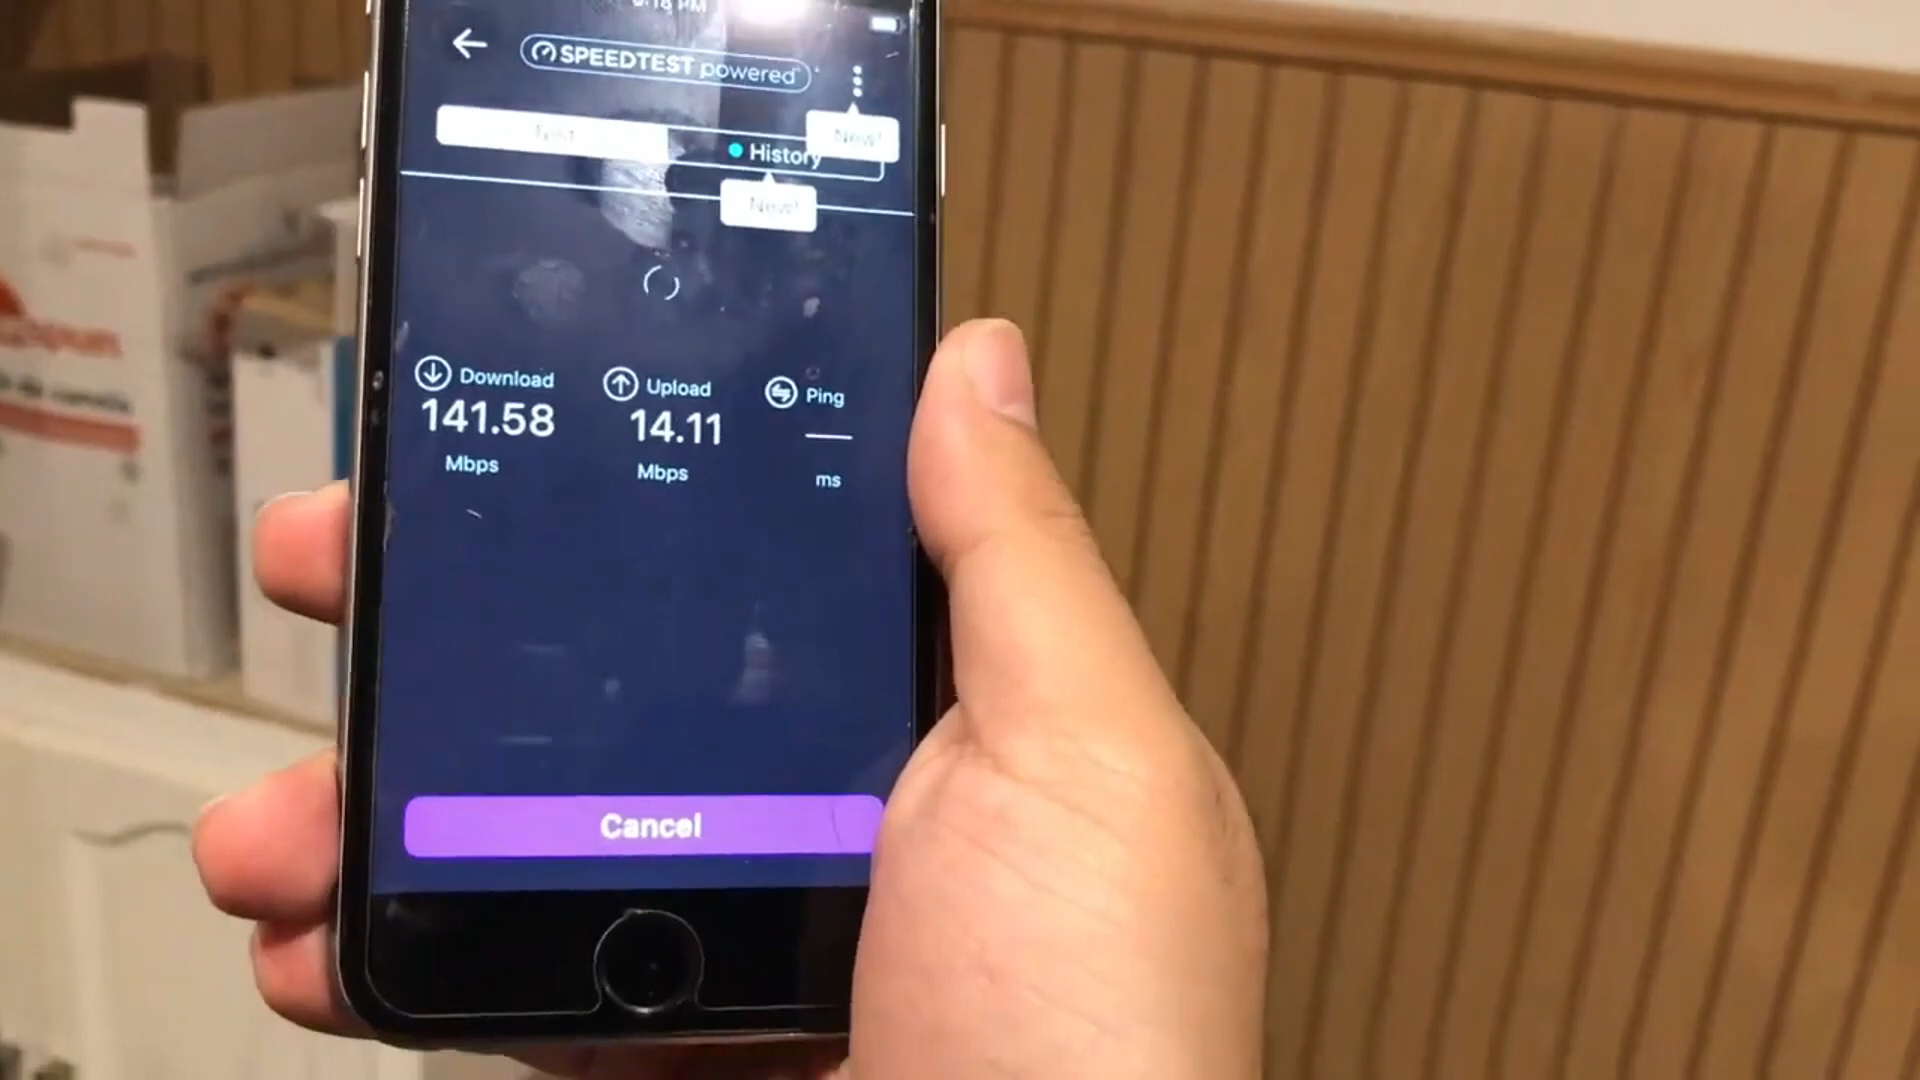 SPEEDTEST powered
Test
History
New!
New!
Download
141.58
Mbps
Upload
14.11
Mbps
Ping
ms
Cancel